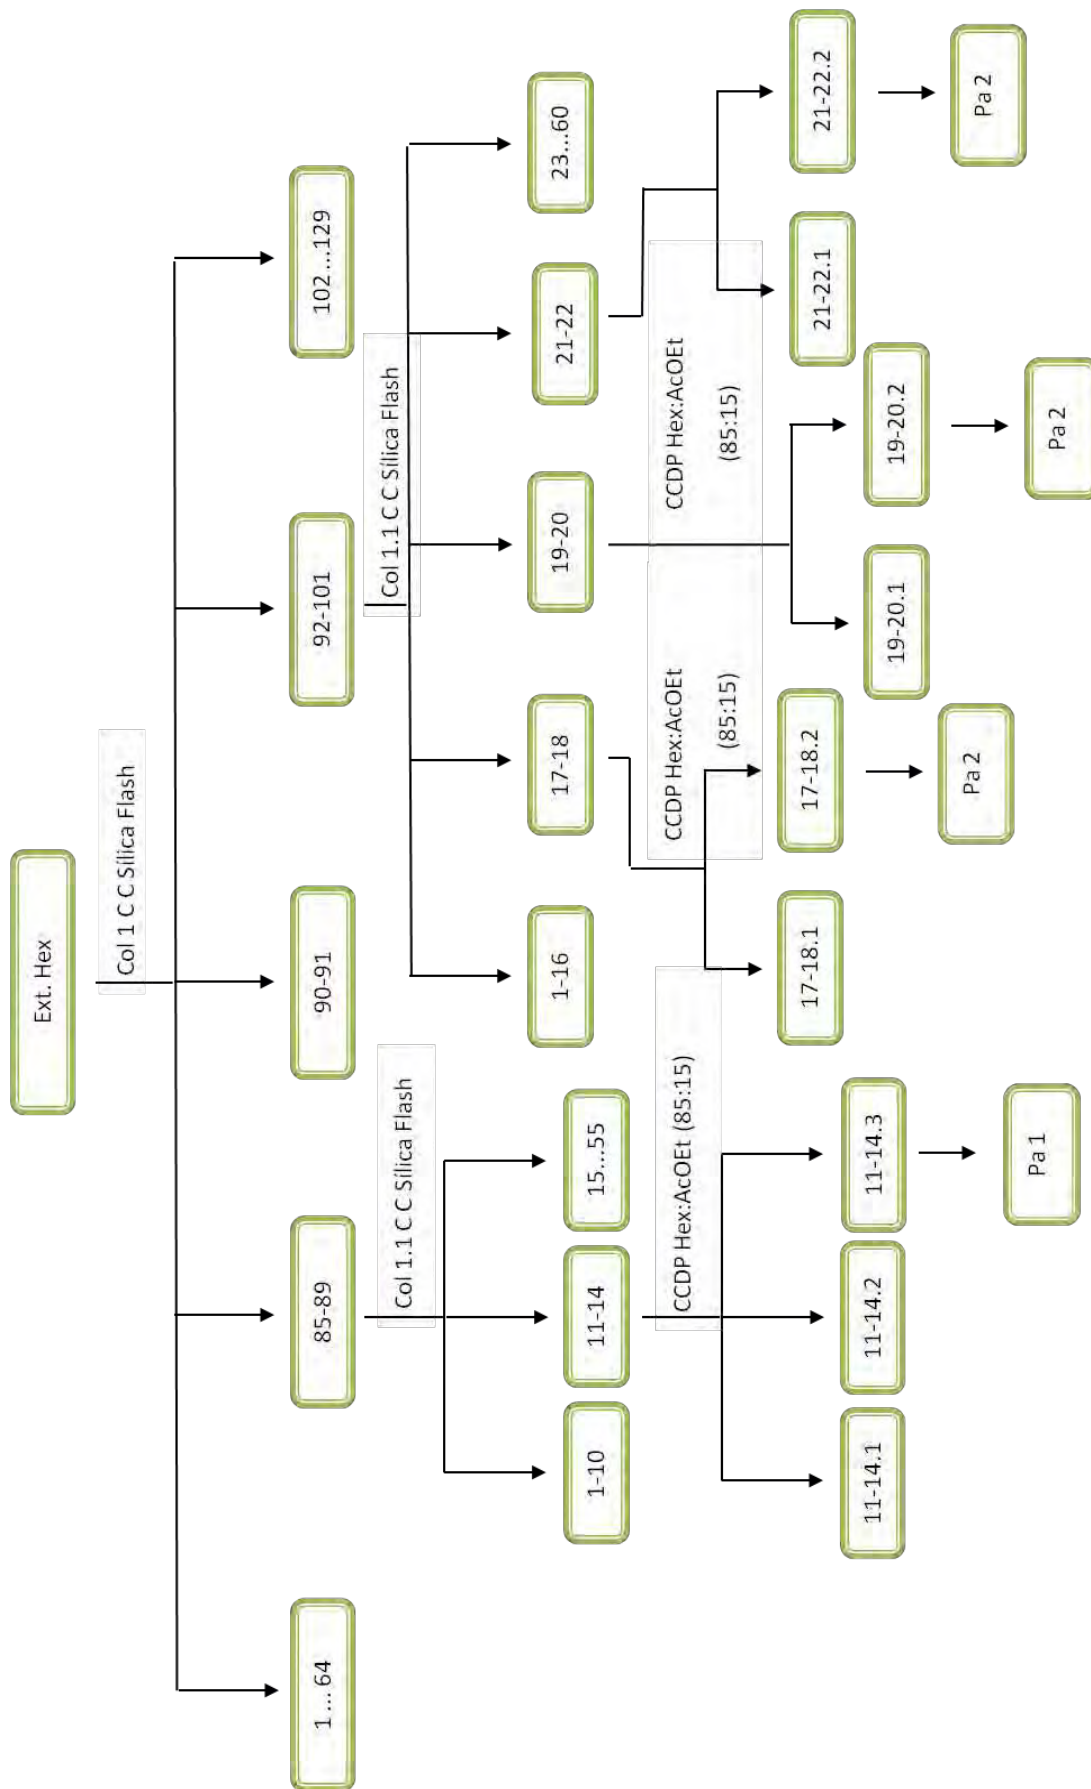 Ext. Hex
Col 1 C C Sílica Flash
1 ... 64
85-89
90-91
92-101
102 ...129
Col 1.1 C C Sílica Flash
Col 1.1 C C Sílica Flash
1-10
11-14
15...55
1-16
17-18
19-20
21-22
23...60
CCDP Hex:AcOEt (85:15)
CCDP Hex:AcOEt
(85:15)
CCDP Hex:AcOEt
(85:15)
11-14.1
11-14.2
11-14.3
17-18.1
17-18.2
19-20.1
19-20.2
21-22.1
21-22.2
Pa 1
Pa 2
Pa 2
Pa 2